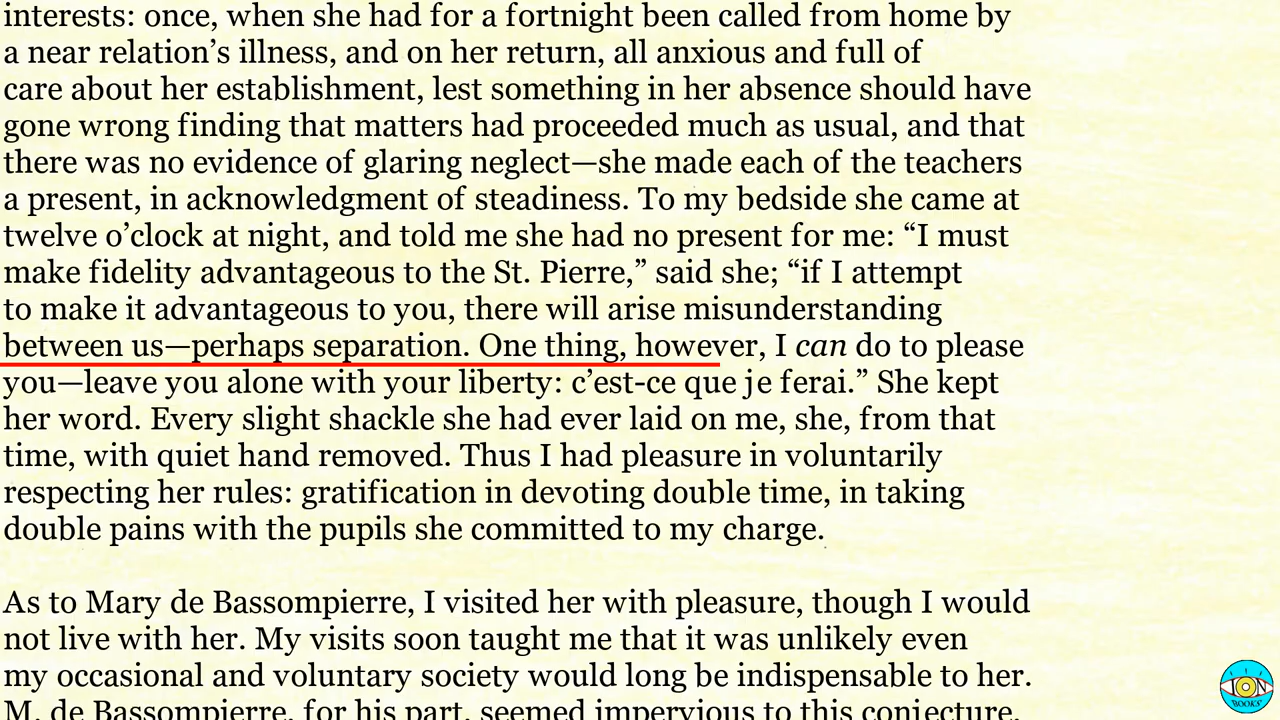 interests: once, when she had for a fortnight been called from home by
a near relation’s illness, and on her return, all anxious and full of
care about her establishment, lest something in her absence should have
gone wrong finding that matters had proceeded much as usual, and that
there was no evidence of glaring neglect—she made each of the teachers
a present, in acknowledgment of steadiness. To my bedside she came at
twelve o’clock at night, and told me she had no present for me: “I must
make fidelity advantageous to the St. Pierre,” said she; “if I attempt
to make it advantageous to you, there will arise misunderstanding
between us—perhaps separation. One thing, however, I can do to please
you—leave you alone with your liberty: c’est-ce que je ferai.” She kept
her word. Every slight shackle she had ever laid on me, she, from that
time, with quiet hand removed. Thus I had pleasure in voluntarily
respecting her rules: gratification in devoting double time, in taking
double pains with the pupils she committed to my charge.
As to Mary de Bassompierre, I visited her with pleasure, though I would
not live with her. My visits soon taught me that it was unlikely even
my occasional and voluntary society would long be indispensable to her.
M. de Bassompierre, for his part, seemed impervious to this conjecture,
ION
BOOKS